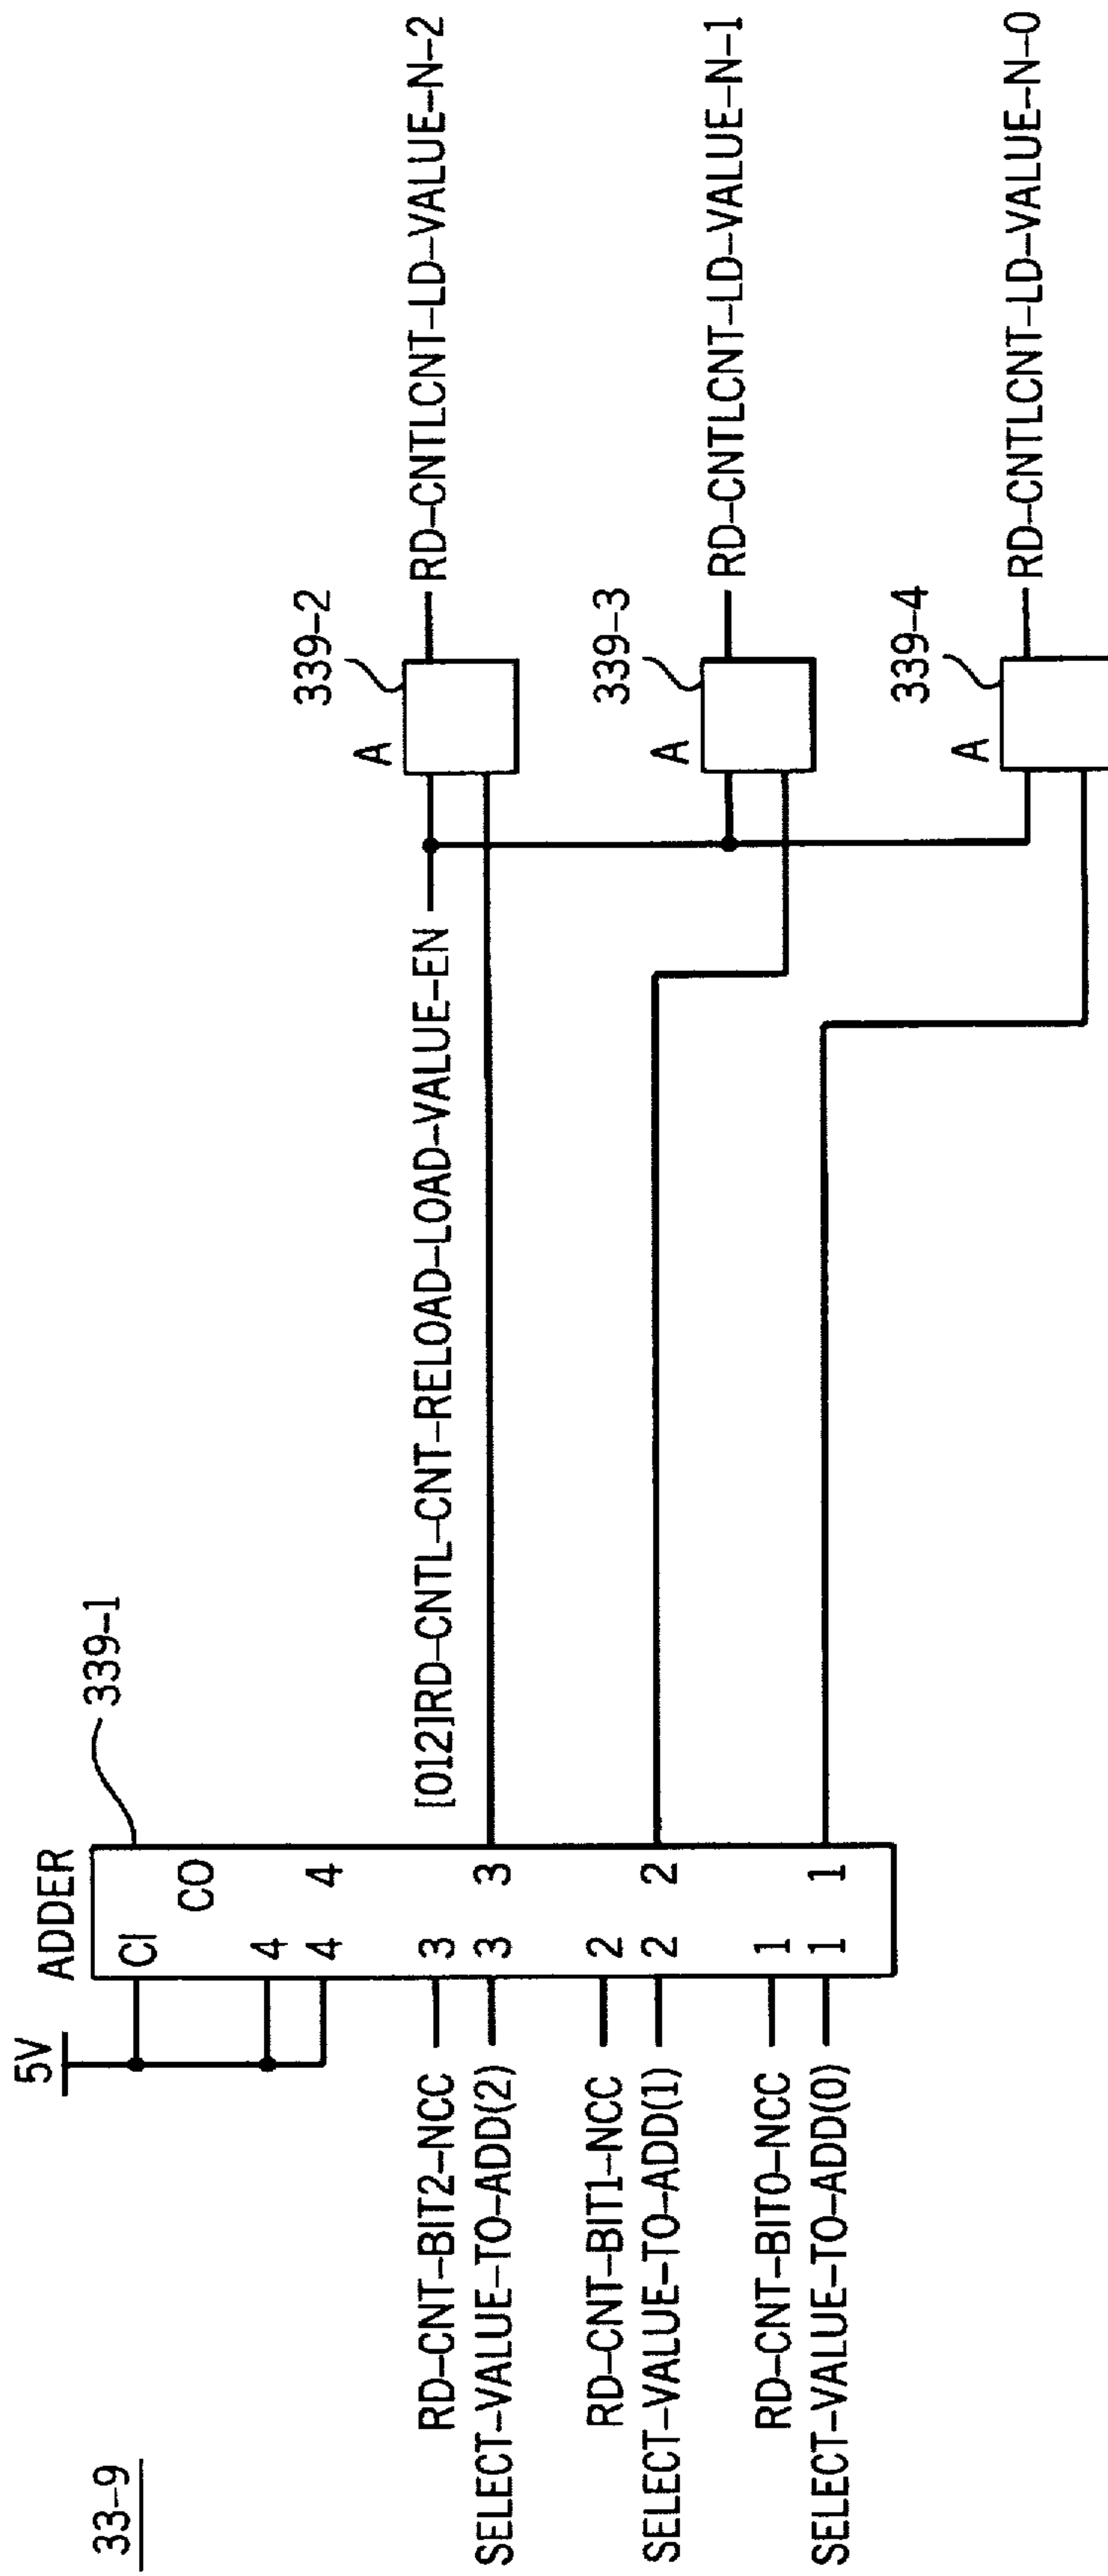 33-9
5V
ADDER
339-1
CI
CO
4
4
4
3
3
3
2
2
2
1
1
1
RD-CNT-BIT2-NCC
SELECT-VALUE-TO-ADD(2)
RD-CNT-BIT1-NCC
SELECT-VALUE-TO-ADD(1)
RD-CNT-BIT0-NCC
SELECT-VALUE-TO-ADD(0)
[012]RD-CNTL-CNT-RELOAD-LOAD-VALUE-EN
339-2
A
RD-CNTLCNT-LD-VALUE-N-2
339-3
A
RD-CNTLCNT-LD-VALUE-N-1
339-4
A
RD-CNTLCNT-LD-VALUE-N-0